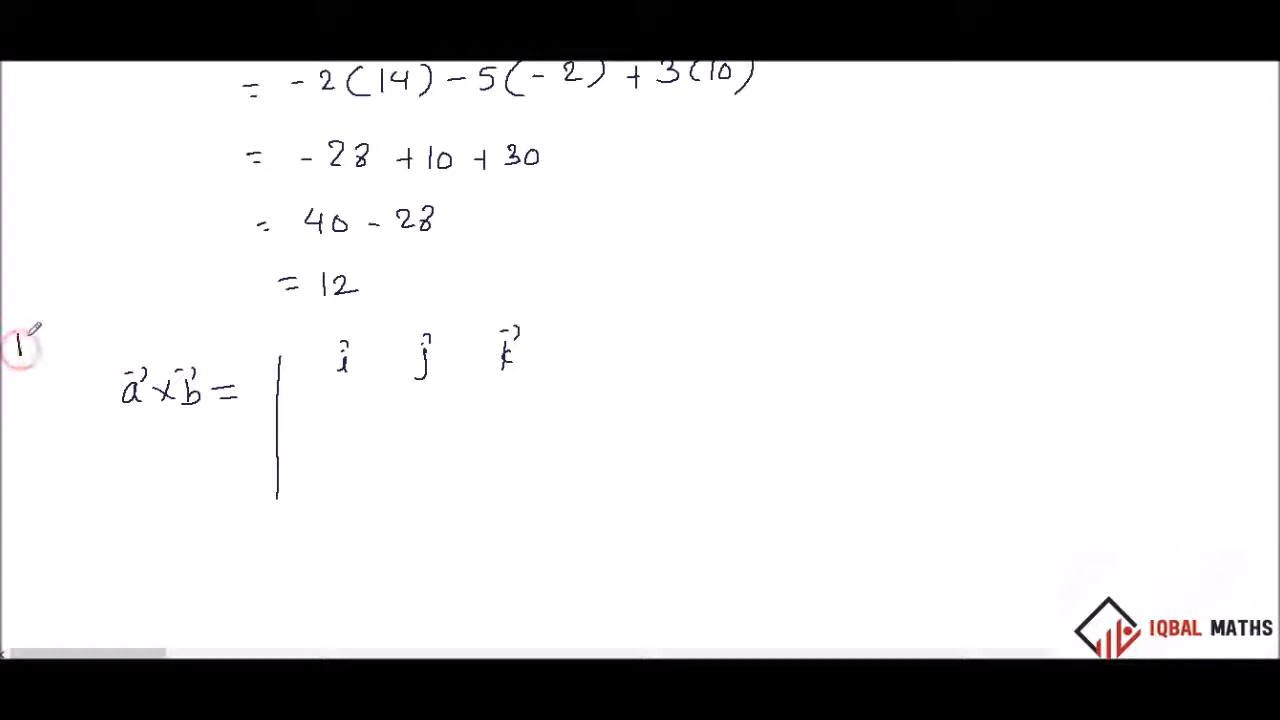 = - 2 ( 14 ) - 5 ( - 2 ) + 3 ( 10 )
= - 28 + 10 + 30
= 40 - 28
= 12
i⃗ j⃗ k⃗
a⃗ × b⃗ =
IQBAL MATHS